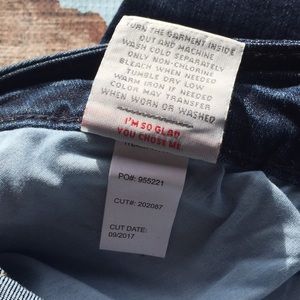 TURN THE GARMENT INSIDE
OUT AND MACHINE
WASH COLD SEPARATELY
ONLY NON-CHLORINE
BLEACH WHEN NEEDED
TUMBLE DRY LOW
WARM IRON IF NEEDED
COLOR MAY TRANSFER
WHEN WORN OR WASHED
I'M SO GLAD
YOU CHOSE ME.
PO#: 955221
CUT#: 202087
CUT DATE:
09/2017